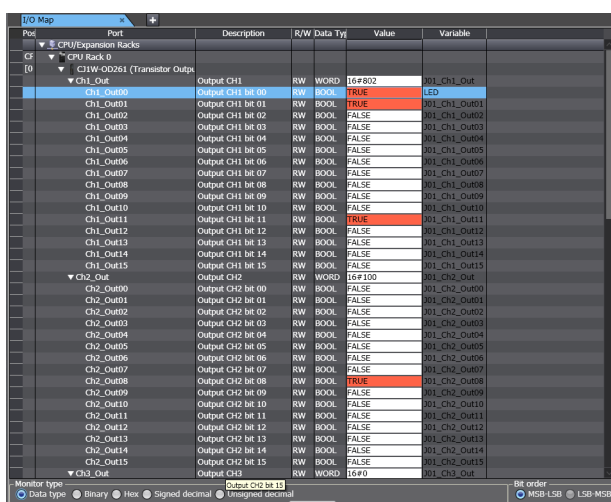 I/O Map × +
Pos Port Description R/W Data Typ Value Variable
▼ CPU/Expansion Racks
CF ▼ CPU Rack 0
[0 ▼ CJ1W-OD261 (Transistor Outpu
▼ Ch1_Out Output CH1 RW WORD 16#802 J01_Ch1_Out
Ch1_Out00 Output CH1 bit 00 RW BOOL TRUE LED
Ch1_Out01 Output CH1 bit 01 RW BOOL TRUE J01_Ch1_Out01
Ch1_Out02 Output CH1 bit 02 RW BOOL FALSE J01_Ch1_Out02
Ch1_Out03 Output CH1 bit 03 RW BOOL FALSE J01_Ch1_Out03
Ch1_Out04 Output CH1 bit 04 RW BOOL FALSE J01_Ch1_Out04
Ch1_Out05 Output CH1 bit 05 RW BOOL FALSE J01_Ch1_Out05
Ch1_Out06 Output CH1 bit 06 RW BOOL FALSE J01_Ch1_Out06
Ch1_Out07 Output CH1 bit 07 RW BOOL FALSE J01_Ch1_Out07
Ch1_Out08 Output CH1 bit 08 RW BOOL FALSE J01_Ch1_Out08
Ch1_Out09 Output CH1 bit 09 RW BOOL FALSE J01_Ch1_Out09
Ch1_Out10 Output CH1 bit 10 RW BOOL FALSE J01_Ch1_Out10
Ch1_Out11 Output CH1 bit 11 RW BOOL TRUE J01_Ch1_Out11
Ch1_Out12 Output CH1 bit 12 RW BOOL FALSE J01_Ch1_Out12
Ch1_Out13 Output CH1 bit 13 RW BOOL FALSE J01_Ch1_Out13
Ch1_Out14 Output CH1 bit 14 RW BOOL FALSE J01_Ch1_Out14
Ch1_Out15 Output CH1 bit 15 RW BOOL FALSE J01_Ch1_Out15
▼ Ch2_Out Output CH2 RW WORD 16#100 J01_Ch2_Out
Ch2_Out00 Output CH2 bit 00 RW BOOL FALSE J01_Ch2_Out00
Ch2_Out01 Output CH2 bit 01 RW BOOL FALSE J01_Ch2_Out01
Ch2_Out02 Output CH2 bit 02 RW BOOL FALSE J01_Ch2_Out02
Ch2_Out03 Output CH2 bit 03 RW BOOL FALSE J01_Ch2_Out03
Ch2_Out04 Output CH2 bit 04 RW BOOL FALSE J01_Ch2_Out04
Ch2_Out05 Output CH2 bit 05 RW BOOL FALSE J01_Ch2_Out05
Ch2_Out06 Output CH2 bit 06 RW BOOL FALSE J01_Ch2_Out06
Ch2_Out07 Output CH2 bit 07 RW BOOL FALSE J01_Ch2_Out07
Ch2_Out08 Output CH2 bit 08 RW BOOL TRUE J01_Ch2_Out08
Ch2_Out09 Output CH2 bit 09 RW BOOL FALSE J01_Ch2_Out09
Ch2_Out10 Output CH2 bit 10 RW BOOL FALSE J01_Ch2_Out10
Ch2_Out11 Output CH2 bit 11 RW BOOL FALSE J01_Ch2_Out11
Ch2_Out12 Output CH2 bit 12 RW BOOL FALSE J01_Ch2_Out12
Ch2_Out13 Output CH2 bit 13 RW BOOL FALSE J01_Ch2_Out13
Ch2_Out14 Output CH2 bit 14 RW BOOL FALSE J01_Ch2_Out14
Ch2_Out15 Output CH2 bit 15 RW BOOL FALSE J01_Ch2_Out15
▼ Ch3_Out Output CH3 RW WORD 16#0 J01_Ch3_Out
Output CH2 bit 15
Monitor type Bit order
Data type Binary Hex Signed decimal Unsigned decimal MSB-LSB LSB-MSB